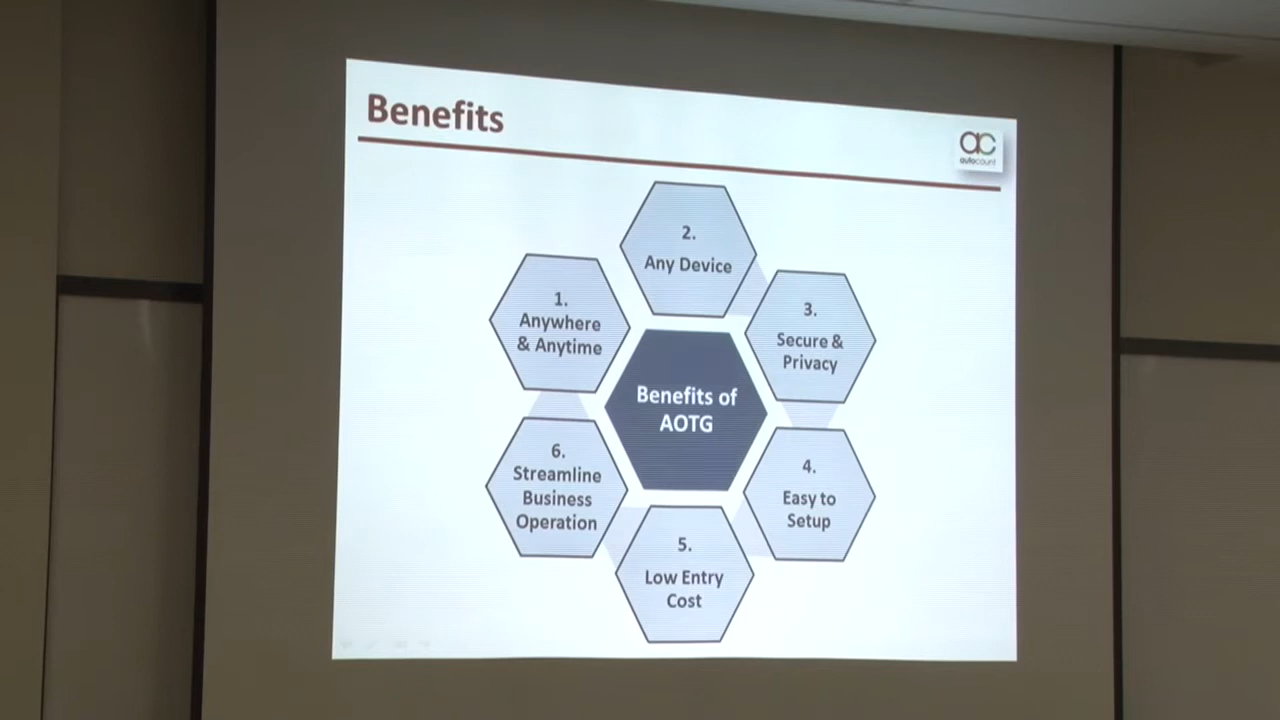 Benefits
ac
autocount
1.
Anywhere
& Anytime
2.
Any Device
3.
Secure &
Privacy
4.
Easy to
Setup
5.
Low Entry
Cost
6.
Streamline
Business
Operation
Benefits of
AOTG